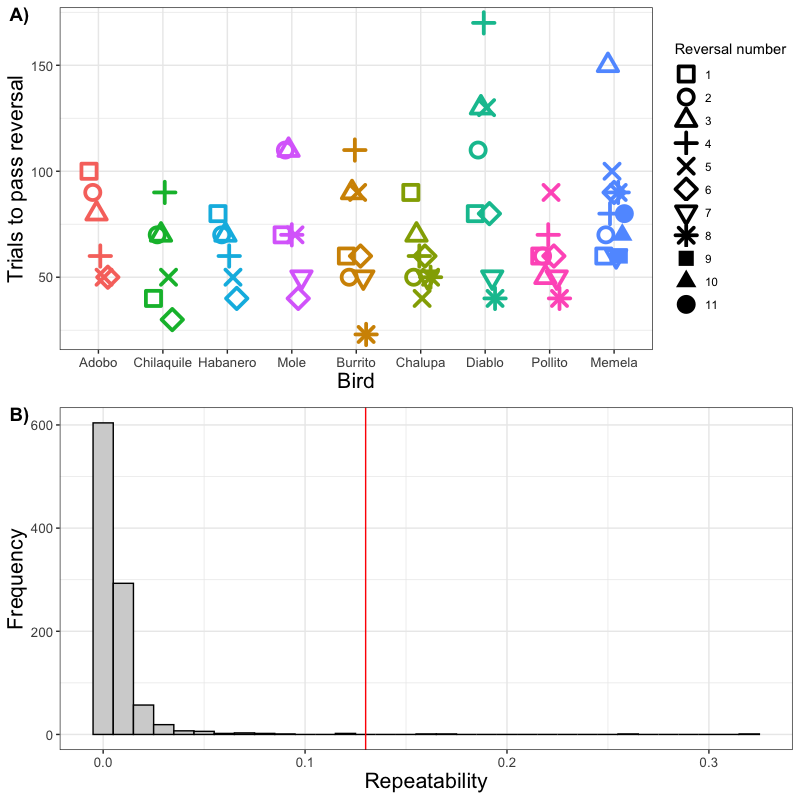 A)
Trials to pass reversal
150
100
50
Adobo Chilaquile Habanero Mole Burrito Chalupa Diablo Pollito Memela
Bird
Reversal number
1
2
3
4
5
6
7
8
9
10
11
B)
Frequency
600
400
200
0
0.0 0.1 0.2 0.3
Repeatability